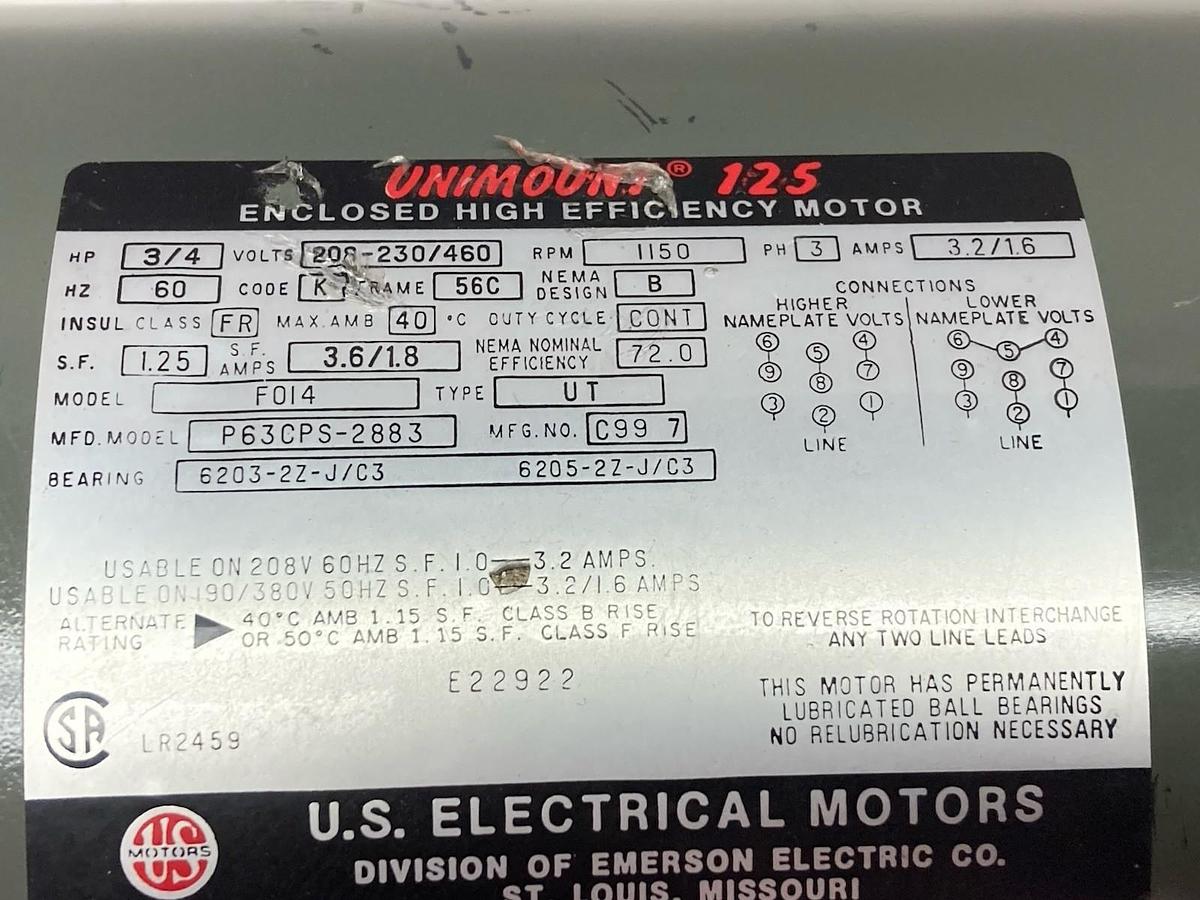 UNIMOUNT® 125
ENCLOSED HIGH EFFICIENCY MOTOR
HP 3/4 VOLTS 208-230/460 RPM 1150 PH 3 AMPS 3.2/1.6
HZ 60 CODE K FRAME 56C NEMA DESIGN B
INSUL CLASS FR MAX. AMB 40 °C DUTY CYCLE CONT
S.F. 1.25 S.F. AMPS 3.6/1.8 NEMA NOMINAL EFFICIENCY 72.0
MODEL F014 TYPE UT
MFD. MODEL P63CPS-2883 MFG. NO. C99 7
BEARING 6203-2Z-J/C3 6205-2Z-J/C3
CONNECTIONS
HIGHER NAMEPLATE VOLTS
6 5 4
9 8 7
3 2 1
LINE
LOWER NAMEPLATE VOLTS
6 5 4
9 8 7
3 2 1
LINE
USABLE ON 208V 60HZ S.F. 1.0 3.2 AMPS.
USABLE ON 190/380V 50HZ S.F. 1.0 3.2/1.6 AMPS
ALTERNATE RATING 40°C AMB 1.15 S.F. CLASS B RISE
OR 50°C AMB 1.15 S.F. CLASS F RISE
TO REVERSE ROTATION INTERCHANGE
ANY TWO LINE LEADS
E22922
THIS MOTOR HAS PERMANENTLY
LUBRICATED BALL BEARINGS
NO RELUBRICATION NECESSARY
SA LR2459
US MOTORS
U.S. ELECTRICAL MOTORS
DIVISION OF EMERSON ELECTRIC CO.
ST. LOUIS, MISSOURI